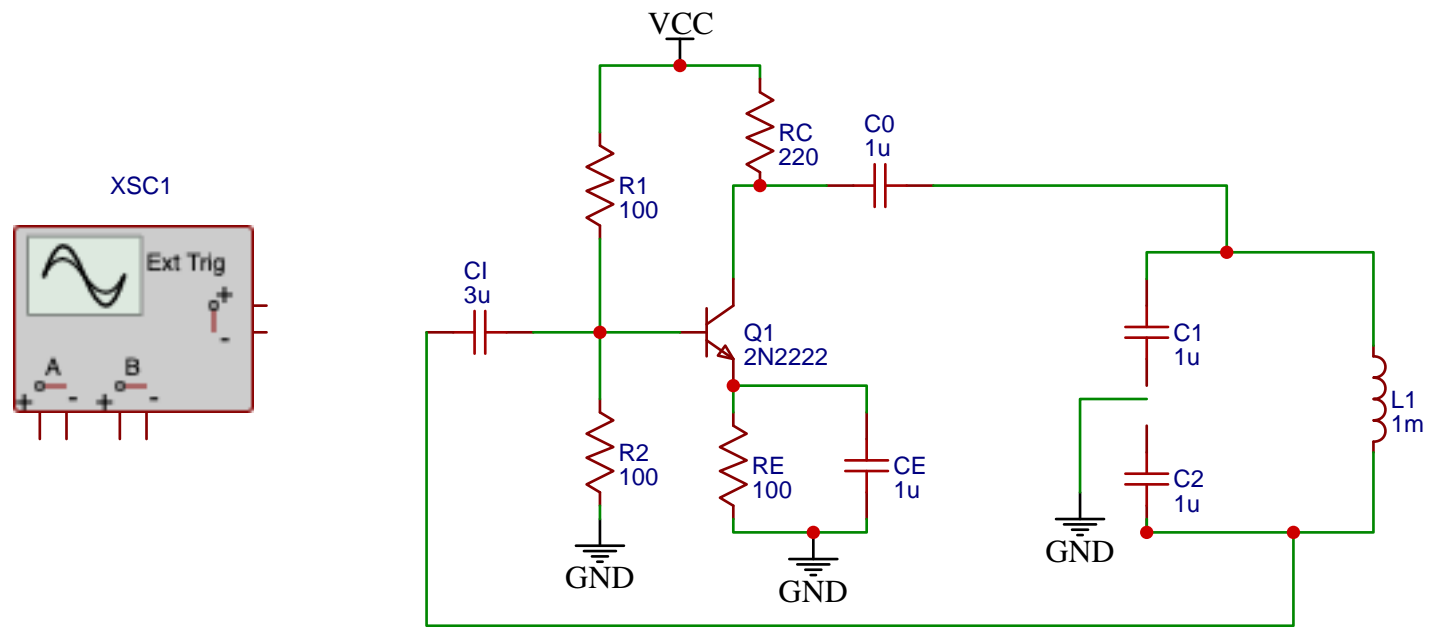 VCC
RC
220
C0
1u
XSC1
R1
100
Ext Trig
+
-
A
B
+ - + -
CI
3u
Q1
2N2222
C1
1u
L1
1m
R2
100
RE
100
CE
1u
C2
1u
GND
GND
GND